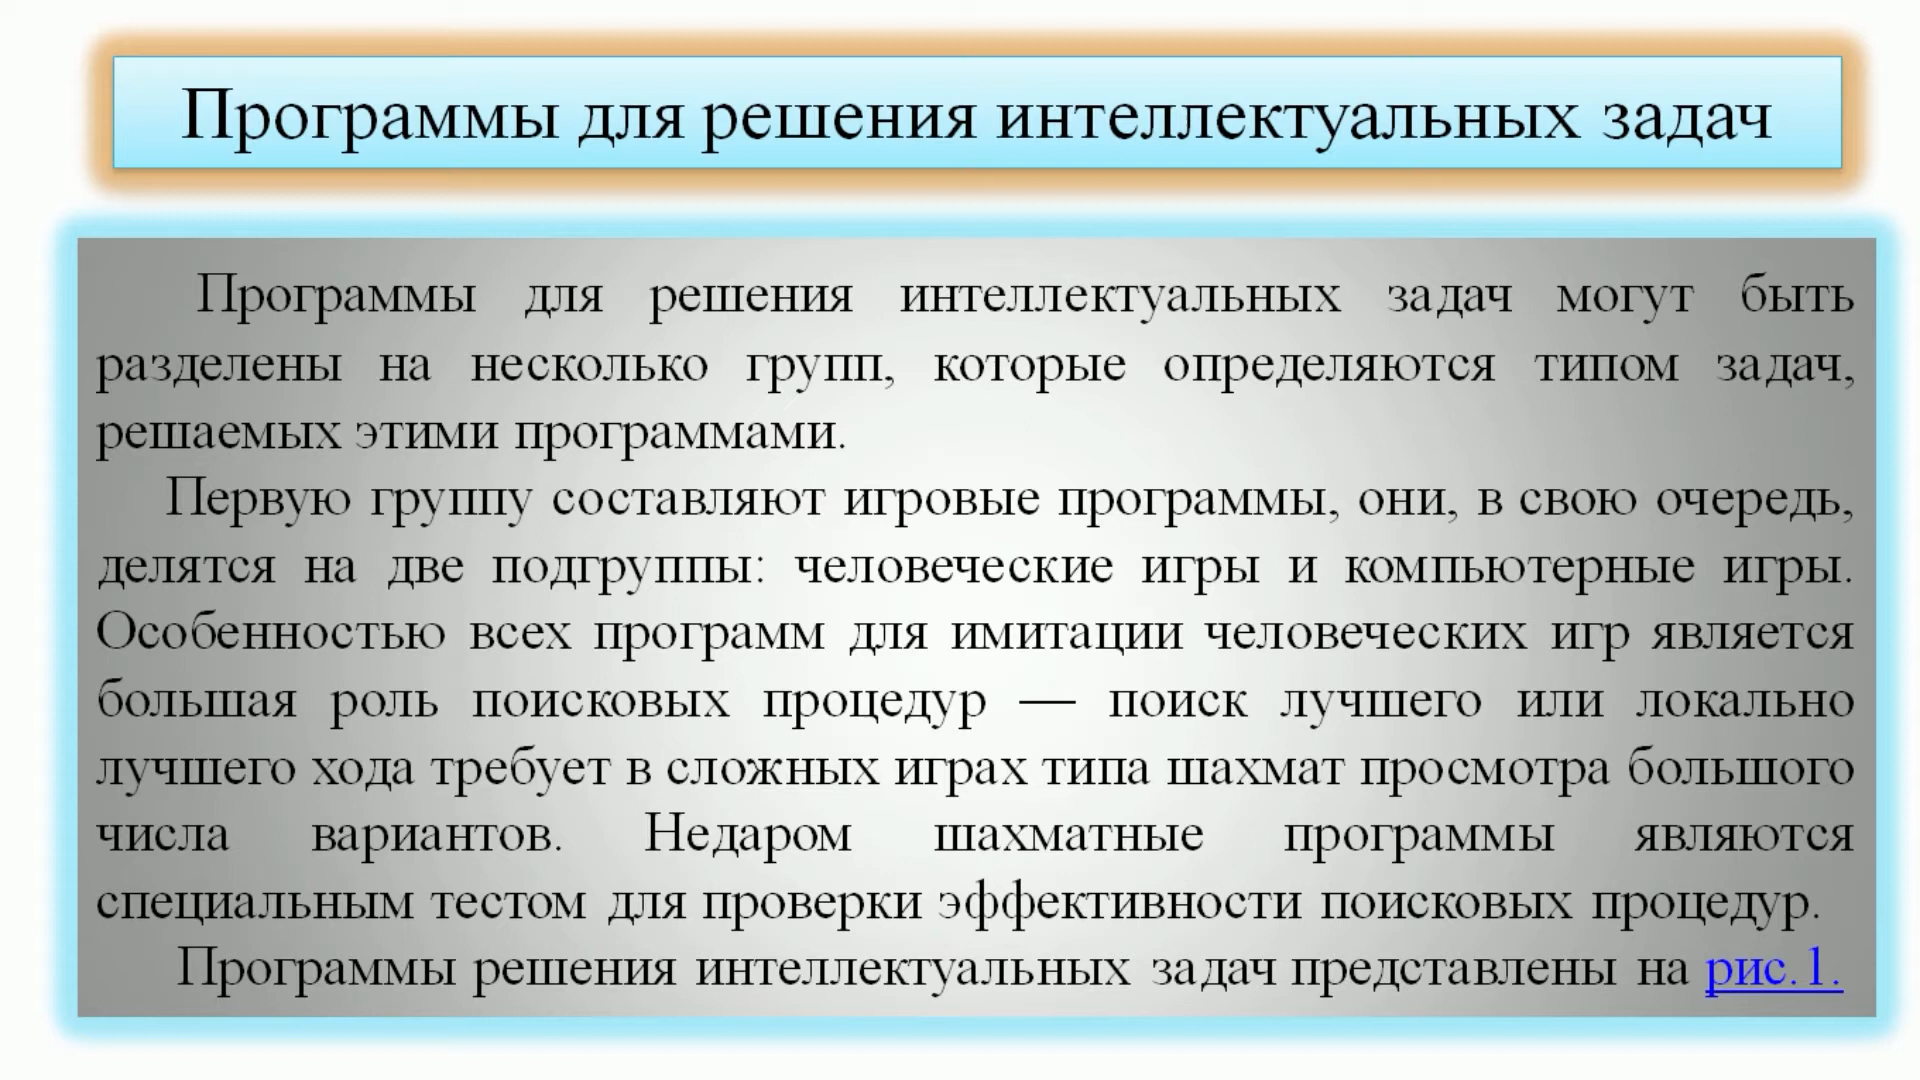 Программы для решения интеллектуальных задач
Программы для решения интеллектуальных задач могут быть
разделены на несколько групп, которые определяются типом задач,
решаемых этими программами.
Первую группу составляют игровые программы, они, в свою очередь,
делятся на две подгруппы: человеческие игры и компьютерные игры.
Особенностью всех программ для имитации человеческих игр является
большая роль поисковых процедур — поиск лучшего или локально
лучшего хода требует в сложных играх типа шахмат просмотра большого
числа вариантов. Недаром шахматные программы являются
специальным тестом для проверки эффективности поисковых процедур.
Программы решения интеллектуальных задач представлены на рис.1.